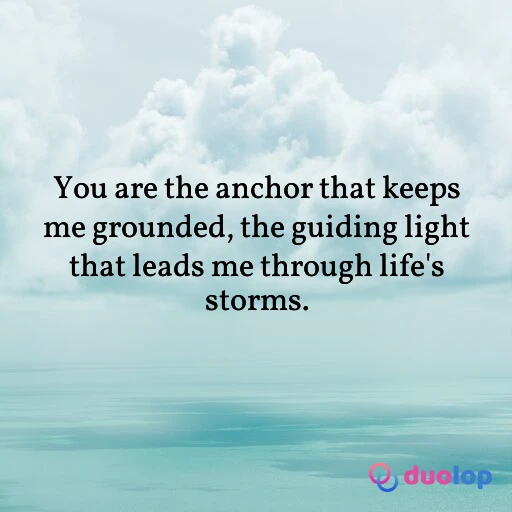 You are the anchor that keeps
me grounded, the guiding light
that leads me through life's
storms.
duolop